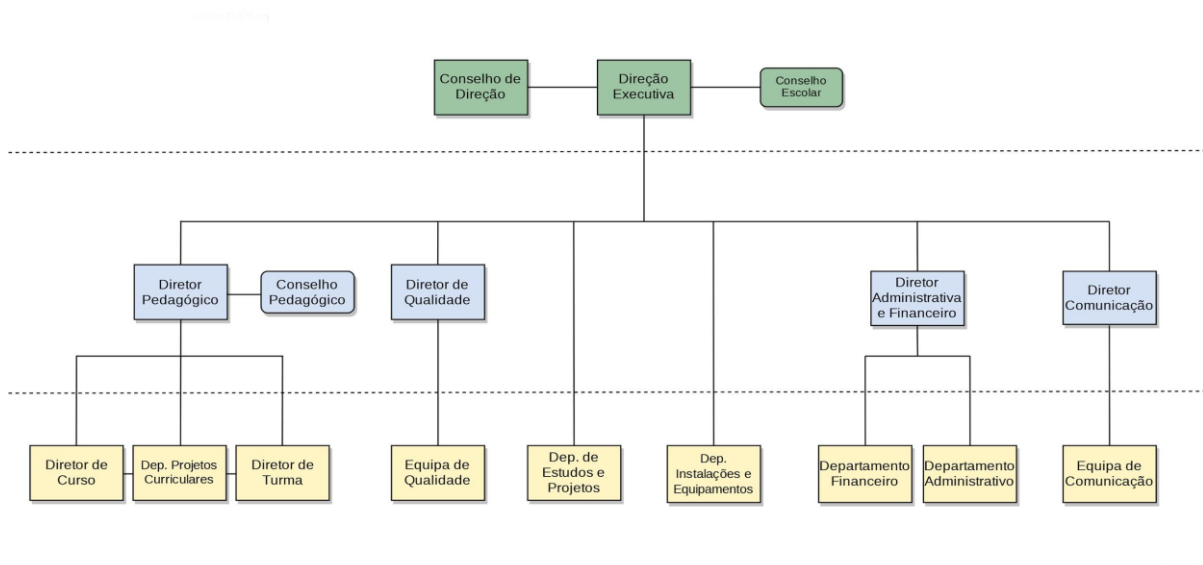 Conselho de
Direção
Direção
Executiva
Conselho
Escolar
Diretor
Pedagógico
Conselho
Pedagógico
Diretor de
Qualidade
Diretor
Administrativa
e Financeiro
Diretor
Comunicação
Diretor de
Curso
Dep. Projetos
Curriculares
Diretor de
Turma
Equipa de
Qualidade
Dep. de
Estudos e
Projetos
Dep.
Instalações e
Equipamentos
Departamento
Financeiro
Departamento
Administrativo
Equipa de
Comunicação